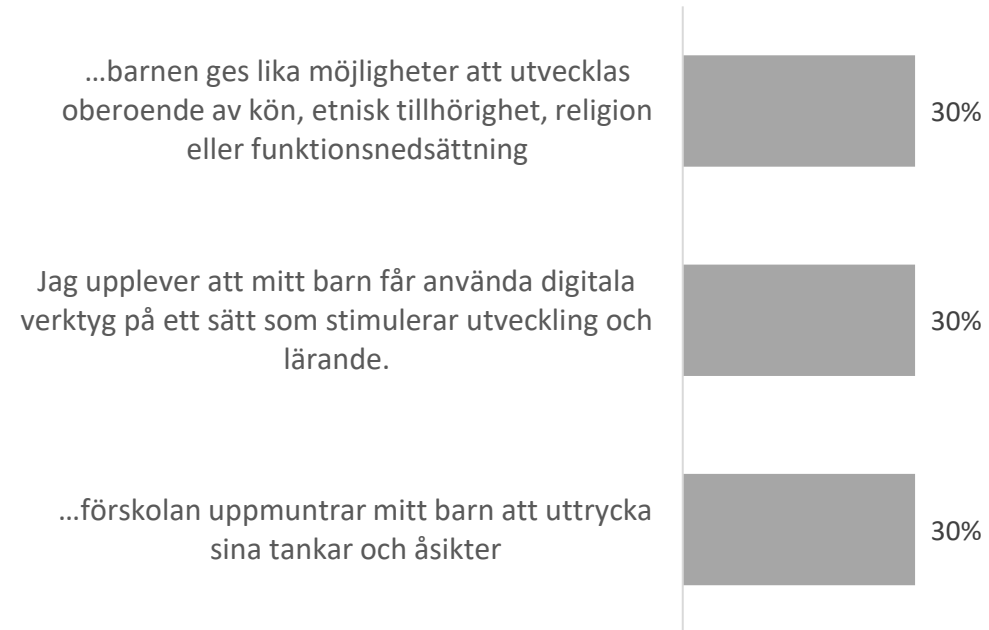 …barnen ges lika möjligheter att utvecklas
oberoende av kön, etnisk tillhörighet, religion
eller funktionsnedsättning
30%
Jag upplever att mitt barn får använda digitala
verktyg på ett sätt som stimulerar utveckling och
lärande.
30%
…förskolan uppmuntrar mitt barn att uttrycka
sina tankar och åsikter
30%